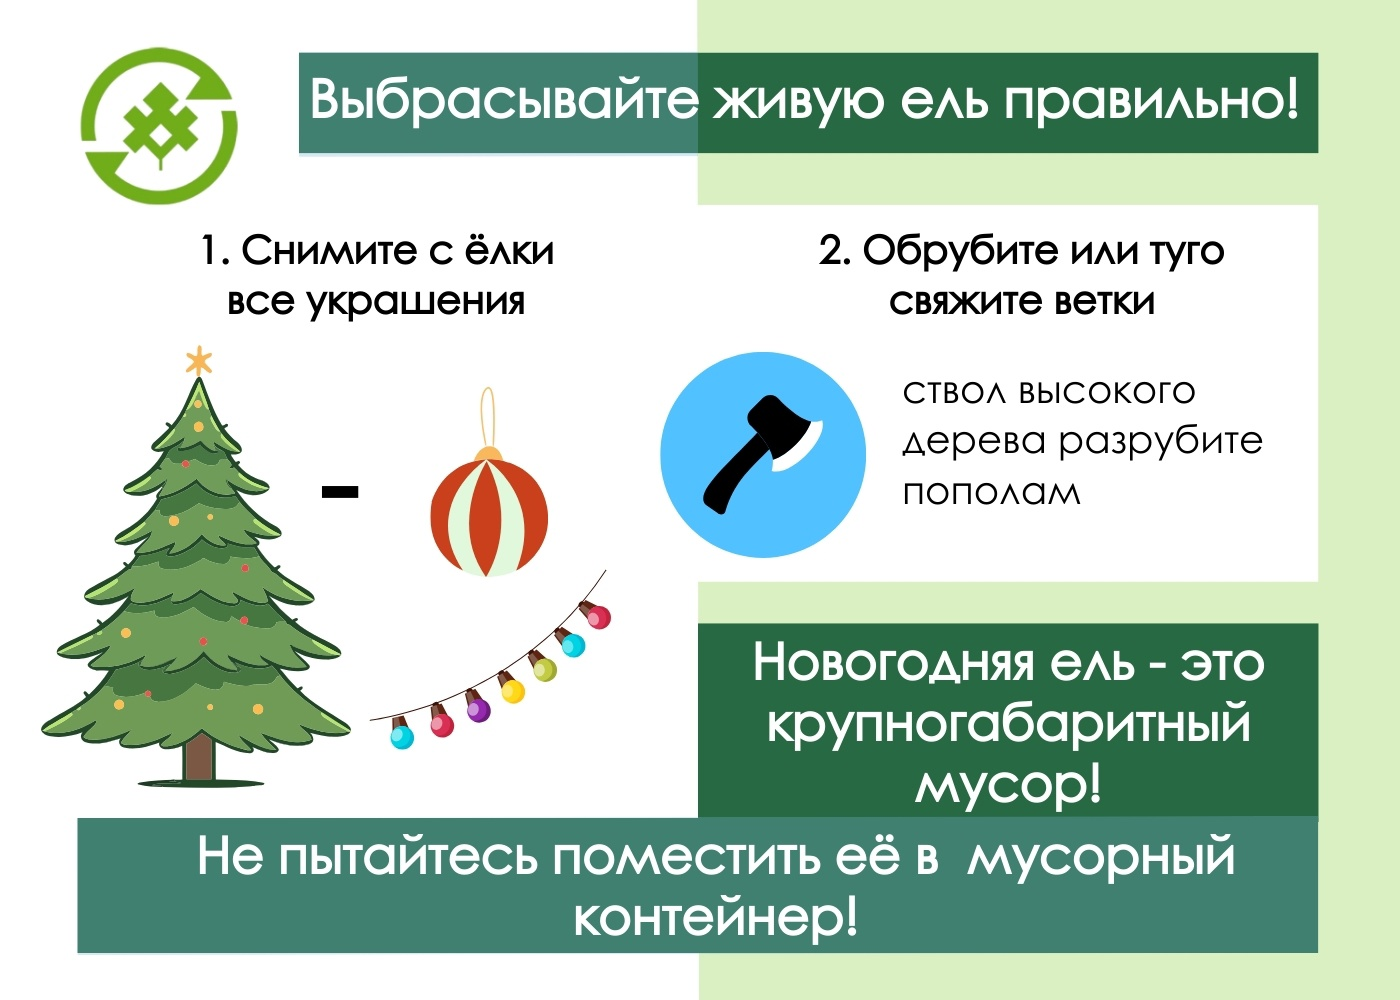 Выбрасывайте живую ель правильно!
1. Снимите с ёлки
все украшения
2. Обрубите или туго
свяжите ветки
ствол высокого
дерева разрубите
пополам
Новогодняя ель - это
крупногабаритный
мусор!
Не пытайтесь поместить её в мусорный
контейнер!